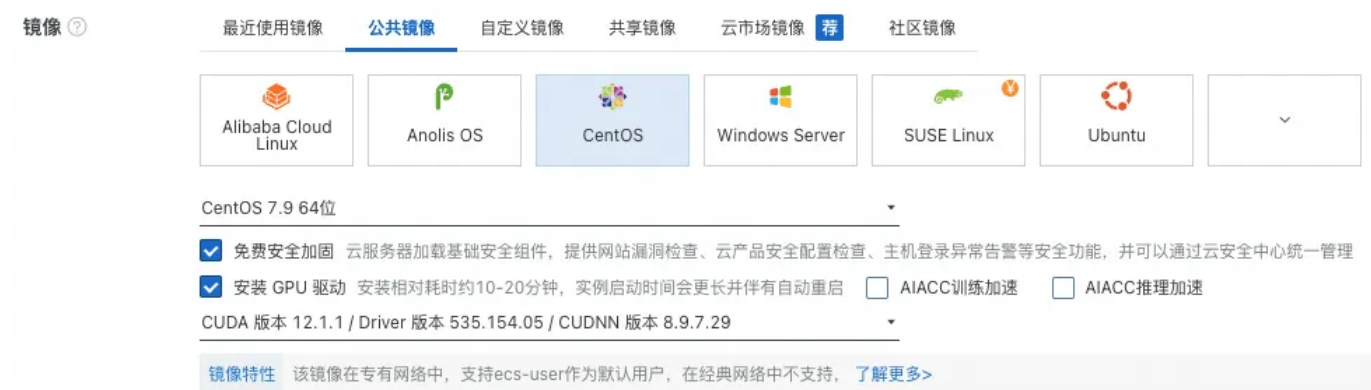 镜像
最近使用镜像 公共镜像 自定义镜像 共享镜像 云市场镜像 荐 社区镜像
Alibaba Cloud Linux
Anolis OS
CentOS
Windows Server
SUSE Linux
¥
Ubuntu
CentOS 7.9 64位
免费安全加固 云服务器加载基础安全组件，提供网站漏洞检查、云产品安全配置检查、主机登录异常告警等安全功能，并可以通过云安全中心统一管理
安装 GPU 驱动 安装相对耗时约10-20分钟，实例启动时间会更长并伴有自动重启 AIACC训练加速 AIACC推理加速
CUDA 版本 12.1.1 / Driver 版本 535.154.05 / CUDNN 版本 8.9.7.29
镜像特性 该镜像在专有网络中，支持ecs-user作为默认用户，在经典网络中不支持， 了解更多>